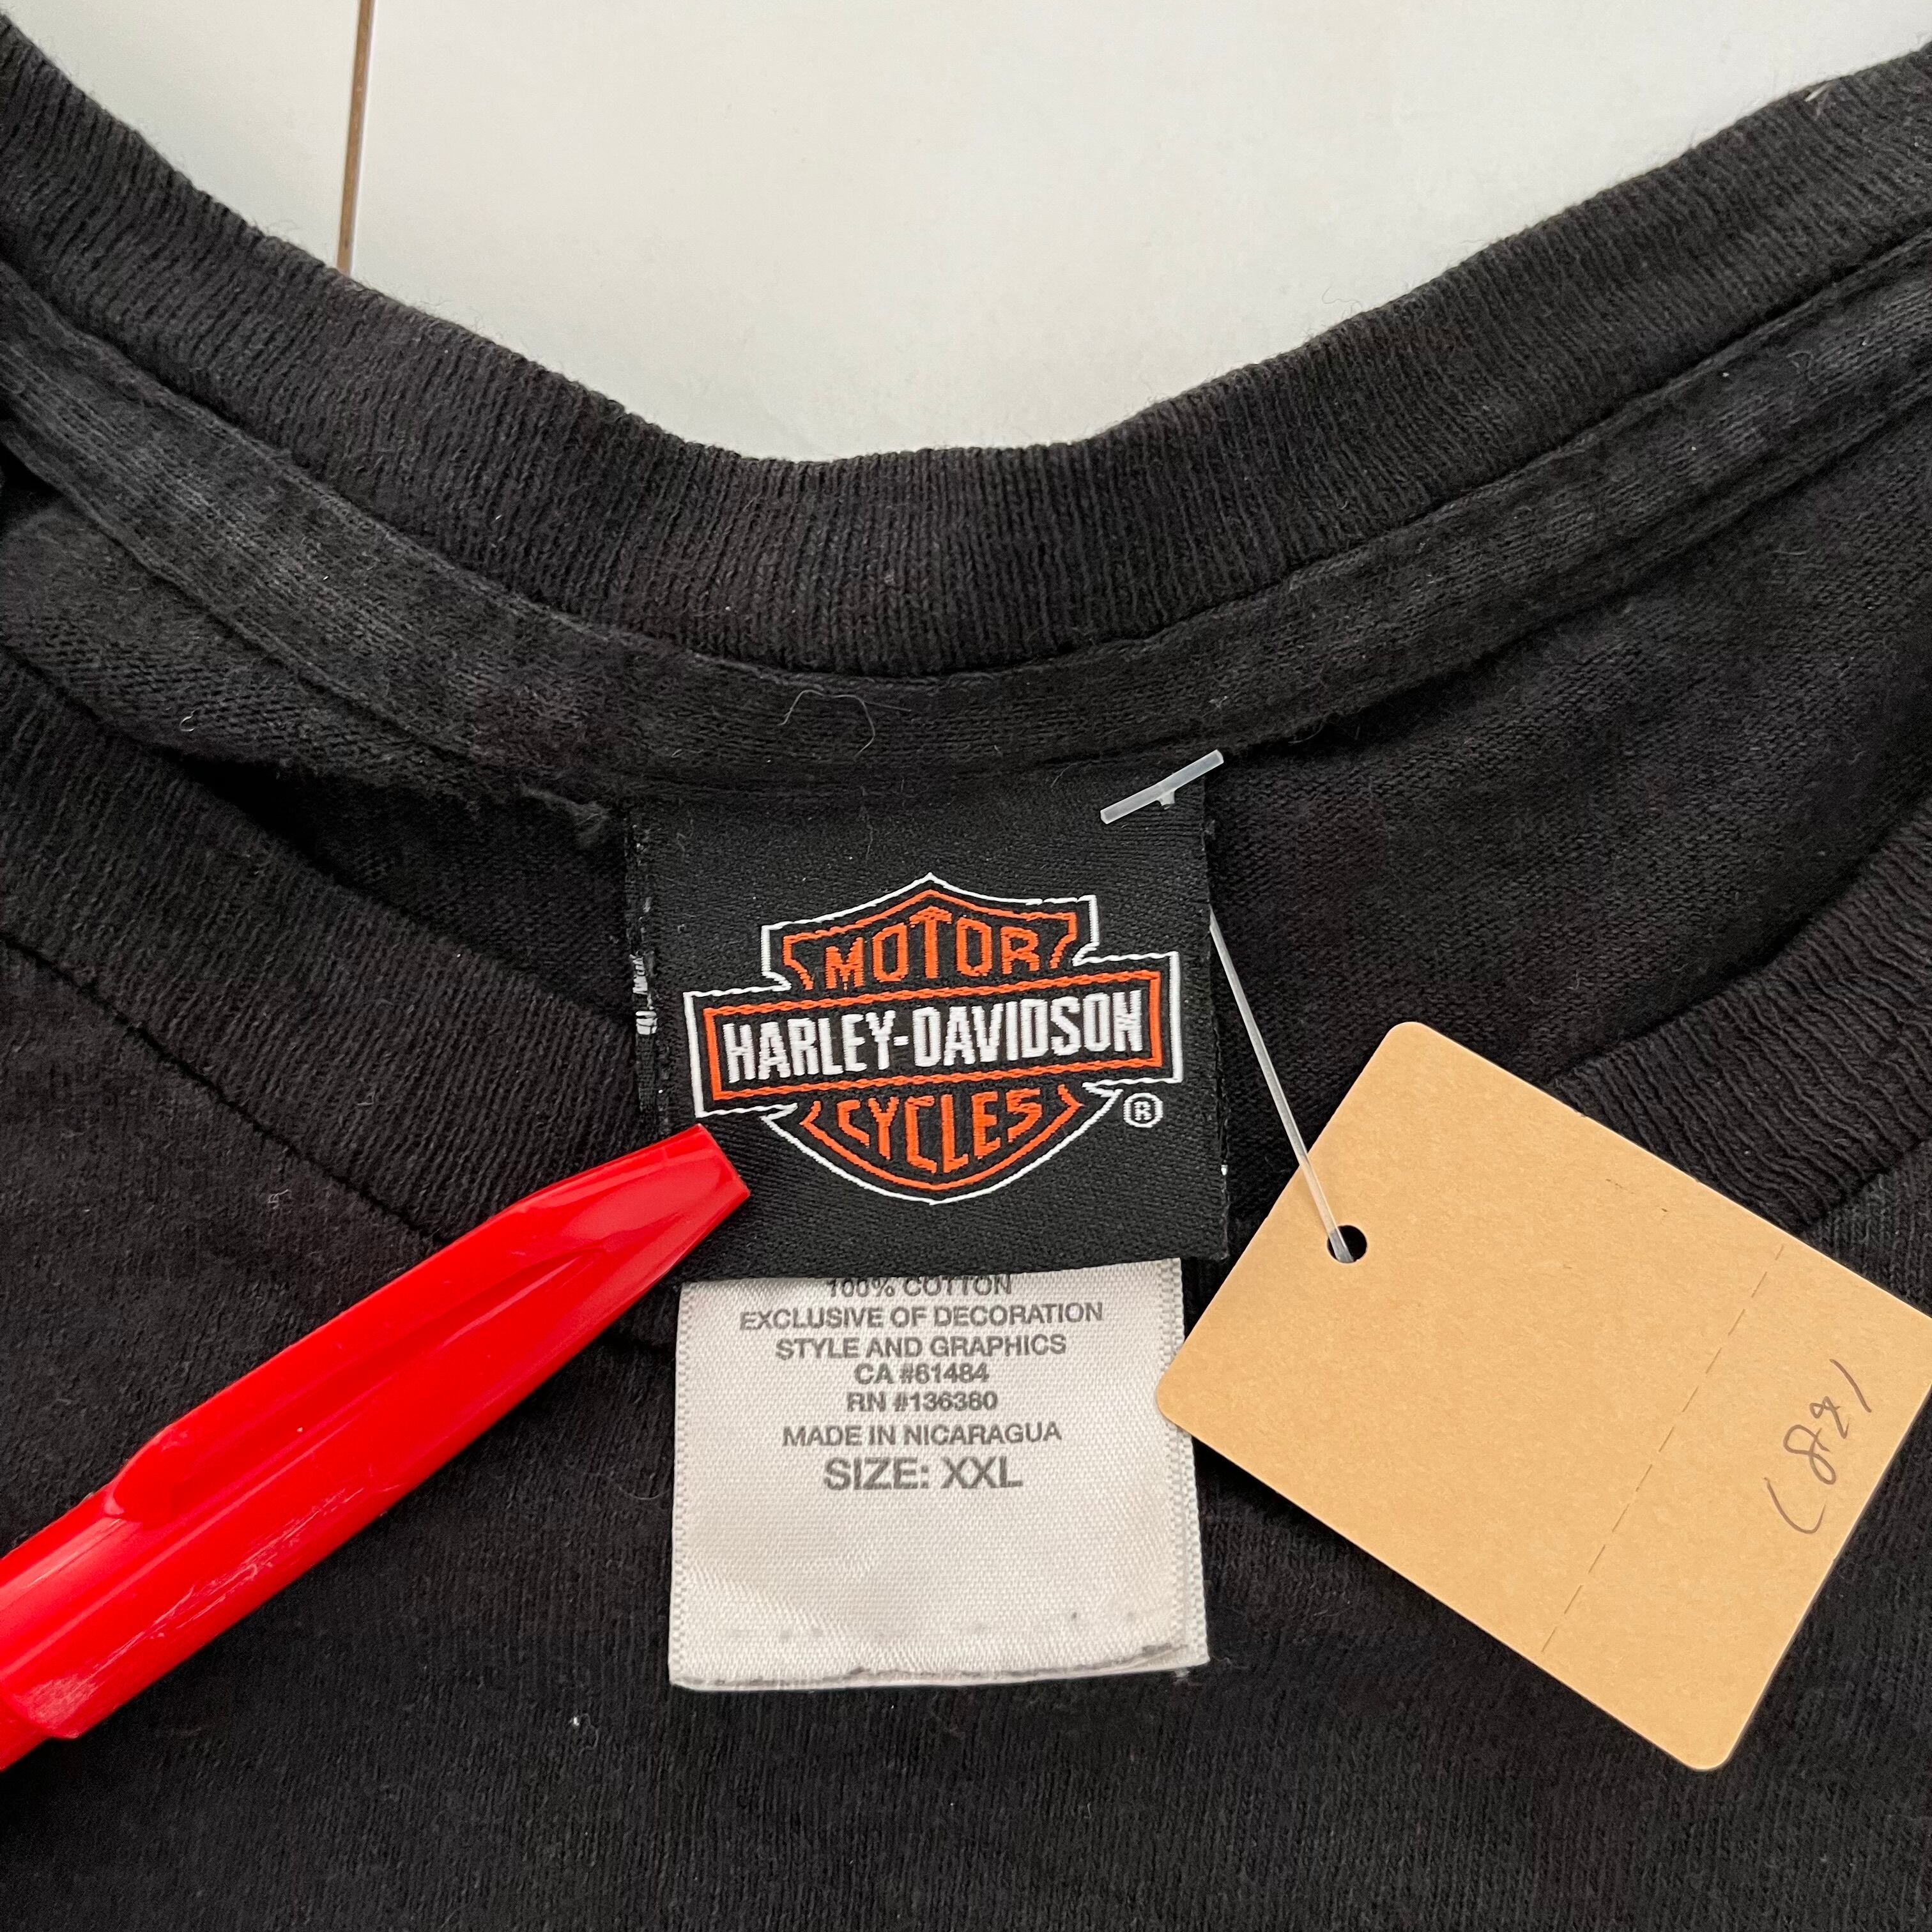 MOTOR
HARLEY-DAVIDSON
CYCLES
®
100% COTTON
EXCLUSIVE OF DECORATION
STYLE AND GRAPHICS
CA #61484
RN #136380
MADE IN NICARAGUA
SIZE: XXL